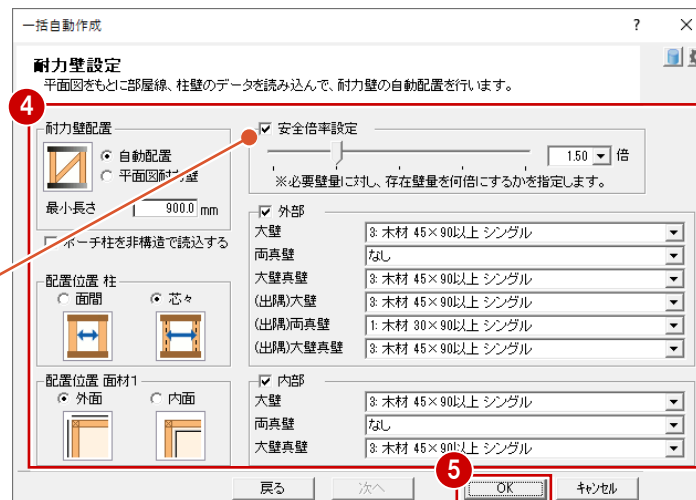 一括自動作成
? ×
耐力壁設定
平面図をもとに部屋線、柱壁のデータを読み込んで、耐力壁の自動配置を行います。
4
耐力壁配置
自動配置
平面図耐力壁
最小長さ 900.0 mm
ポーチ柱を非構造で読込する
配置位置 柱
面間 芯々
配置位置 面材1
外面 内面
安全倍率設定
1.50 倍
※必要壁量に対し、存在壁量を何倍にするかを指定します。
外部
大壁 3: 木材 45×90以上 シングル
両真壁 なし
大壁真壁 3: 木材 45×90以上 シングル
(出隅)大壁 3: 木材 45×90以上 シングル
(出隅)両真壁 1: 木材 30×90以上 シングル
(出隅)大壁真壁 3: 木材 45×90以上 シングル
内部
大壁 3: 木材 45×90以上 シングル
両真壁 なし
大壁真壁 3: 木材 45×90以上 シングル
5
戻る 次へ OK キャンセル